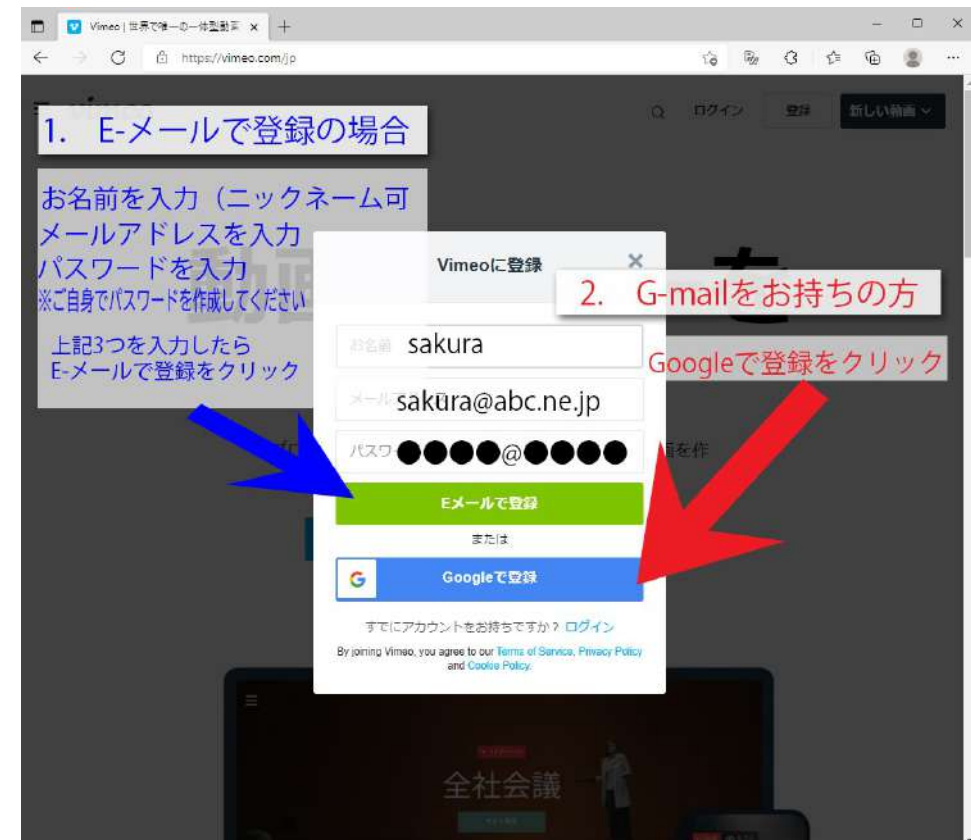 Vimeo | 世界で唯一の一体型動画
https://vimeo.com/jp
vimeo
ログイン
登録
新しい動画
1. E-メールで登録の場合
お名前を入力（ニックネーム可
メールアドレスを入力
パスワードを入力
※ご自身でパスワードを作成してください
上記3つを入力したら
E-メールで登録をクリック
動画
を
Vimeoに登録
2. G-mailをお持ちの方
Googleで登録をクリック
お名前 sakura
メール sakura@abc.ne.jp
パスワ ●●●●@●●●●
を作
Eメールで登録
または
Googleで登録
すでにアカウントをお持ちですか？ ログイン
By joining Vimeo, you agree to our Terms of Service, Privacy Policy
and Cookie Policy.
全社会議